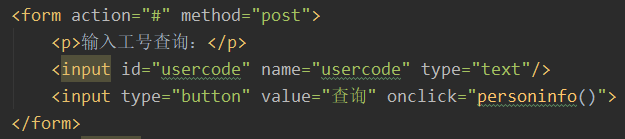 <form action="#" method="post">
<p>输入工号查询：</p>
<input id="usercode" name="usercode" type="text"/>
<input type="button" value="查询" onclick="personinfo()">
</form>